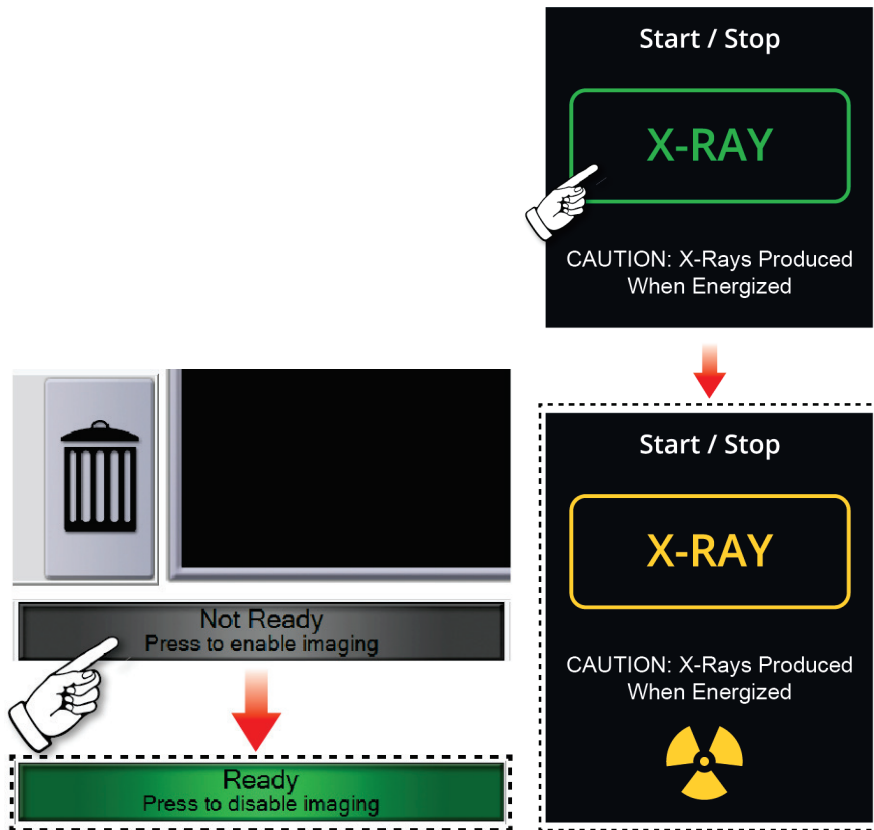 Start / Stop
X-RAY
CAUTION: X-Rays Produced
When Energized
Not Ready
Press to enable imaging
Ready
Press to disable imaging
Start / Stop
X-RAY
CAUTION: X-Rays Produced
When Energized